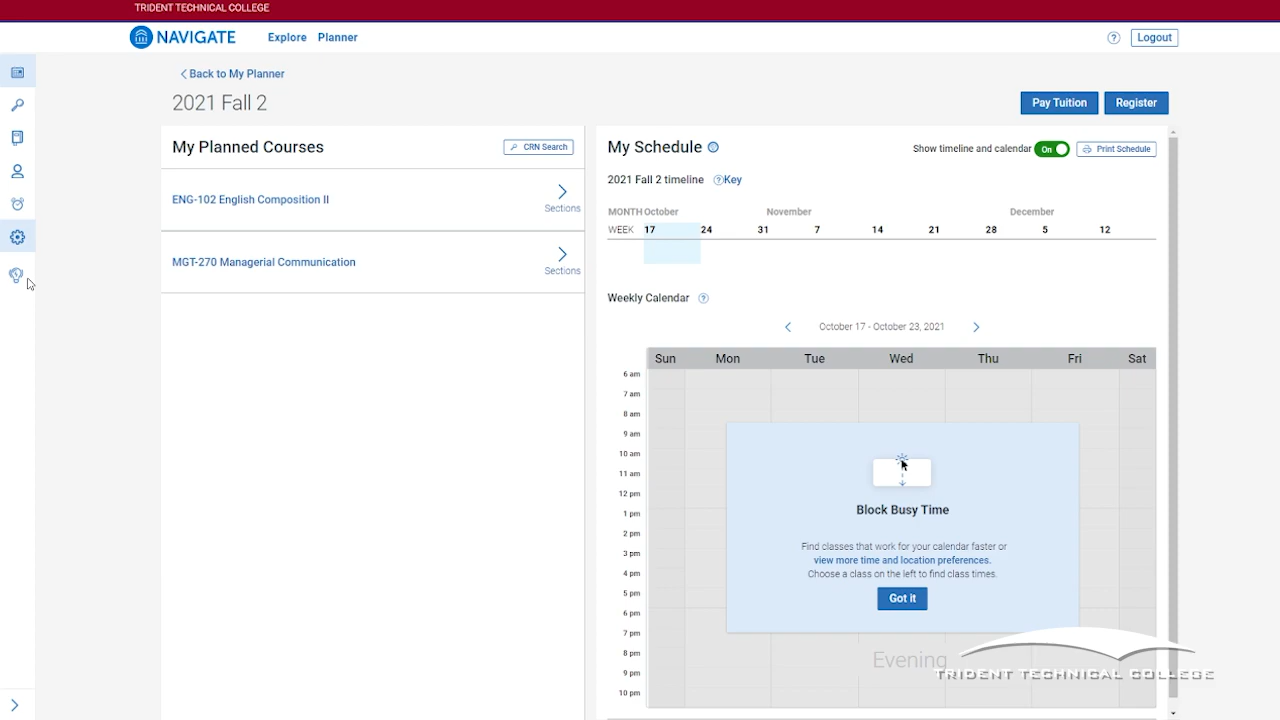 TRIDENT TECHNICAL COLLEGE
NAVIGATE Explore Planner ? Logout
Back to My Planner
2021 Fall 2
Pay Tuition Register
My Planned Courses
CRN Search
ENG-102 English Composition II
Sections
MGT-270 Managerial Communication
Sections
My Schedule
Show timeline and calendar On Print Schedule
2021 Fall 2 timeline ? Key
MONTH October November December
WEEK 17 24 31 7 14 21 28 5 12
Weekly Calendar ?
October 17 - October 23, 2021
Sun Mon Tue Wed Thu Fri Sat
6 am
7 am
8 am
9 am
10 am
11 am
12 pm
1 pm
2 pm
3 pm
4 pm
5 pm
6 pm
7 pm
8 pm
9 pm
10 pm
Block Busy Time
Find classes that work for your calendar faster or
view more time and location preferences.
Choose a class on the left to find class times.
Got it
Evening
TRIDENT TECHNICAL COLLEGE